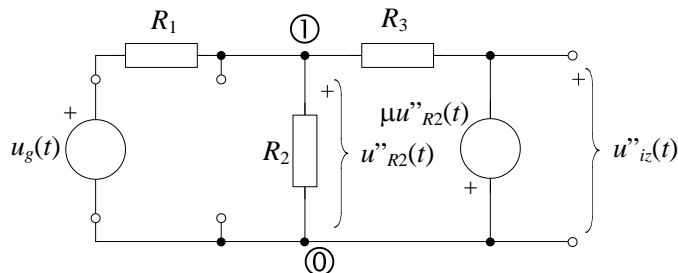 R1 ① R3
+ + +
ug(t) R2 u"R2(t) μu"R2(t) u"iz(t)
+
⓪